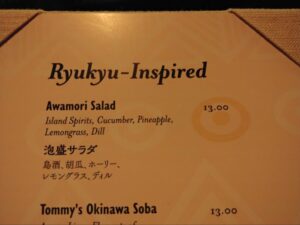 Ryukyu-Inspired
Awamori Salad 13.00
Island Spirits, Cucumber, Pineapple,
Lemongrass, Dill
泡盛サラダ
島酒、胡瓜、ホーリー、
レモングラス、ディル
Tommy's Okinawa Soba 13.00